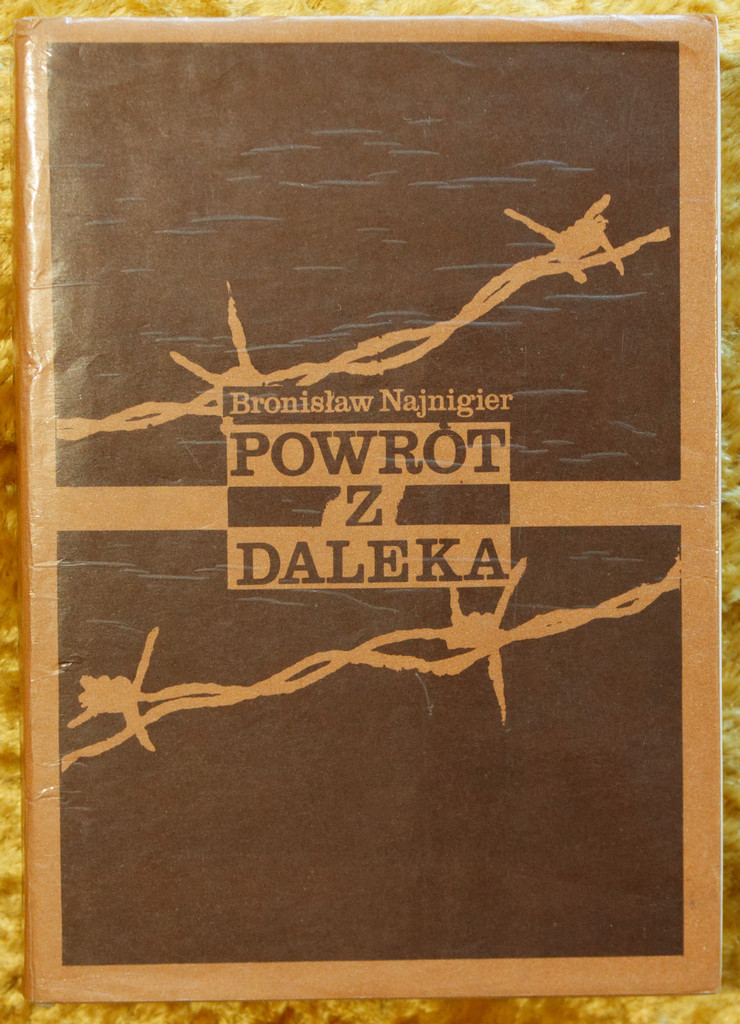 Bronisław Najnigier
POWRÓT
Z
DALEKA